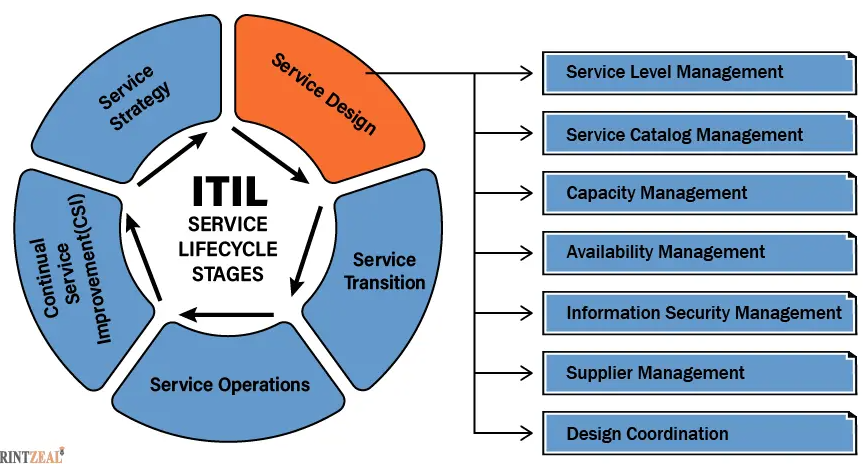 Service
Strategy
Service Design
ITIL
SERVICE
LIFECYCLE
STAGES
Continual
Service
Improvement(CSI)
Service
Transition
Service Operations
Service Level Management
Service Catalog Management
Capacity Management
Availability Management
Information Security Management
Supplier Management
Design Coordination
RINTZEAL®